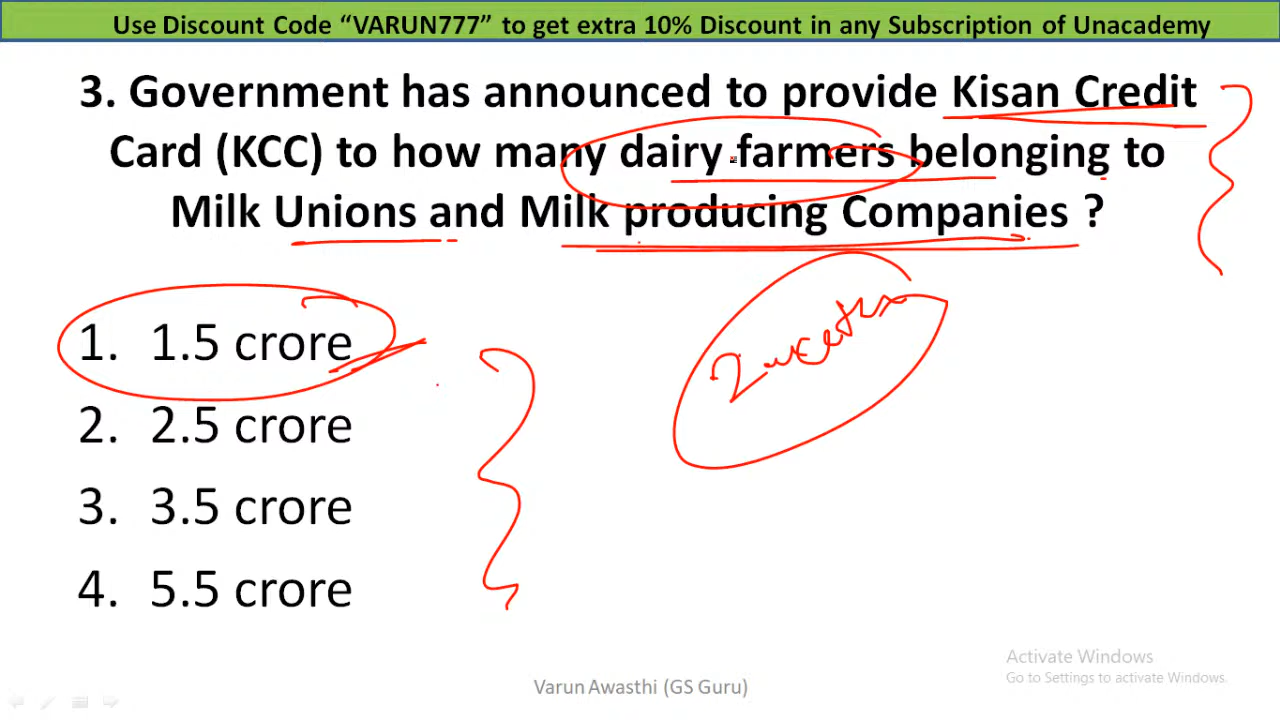 Use Discount Code “VARUN777” to get extra 10% Discount in any Subscription of Unacademy
3. Government has announced to provide Kisan Credit
Card (KCC) to how many dairy farmers belonging to
Milk Unions and Milk producing Companies ?
1. 1.5 crore
2. 2.5 crore
3. 3.5 crore
4. 5.5 crore
Activate Windows
Go to Settings to activate Windows.
Varun Awasthi (GS Guru)